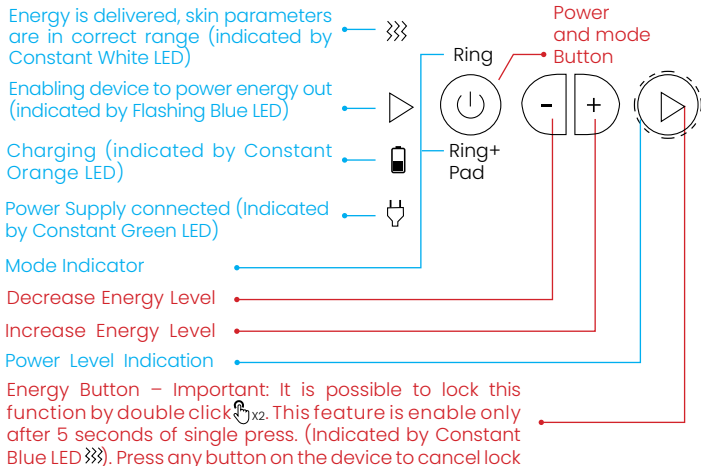 Energy is delivered, skin parameters
are in correct range (indicated by
Constant White LED)
Enabling device to power energy out
(indicated by Flashing Blue LED)
Charging (indicated by Constant
Orange LED)
Power Supply connected (Indicated
by Constant Green LED)
Mode Indicator
Decrease Energy Level
Increase Energy Level
Power Level Indication
Energy Button – Important: It is possible to lock this
function by double click x2. This feature is enable only
after 5 seconds of single press. (Indicated by Constant
Blue LED ). Press any button on the device to cancel lock
Ring
Ring+
Pad
Power
and mode
Button
-
+